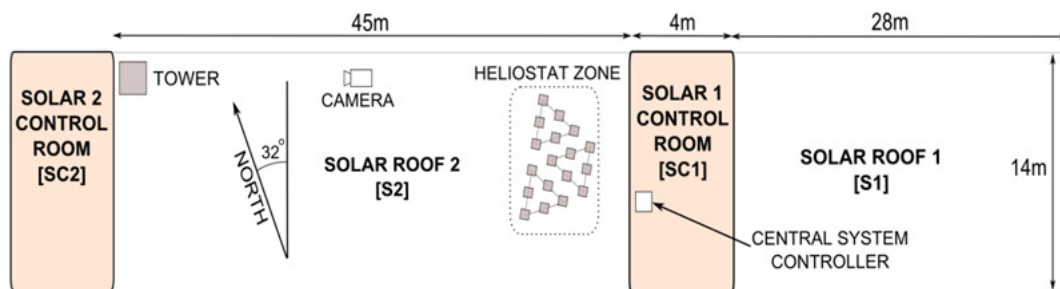 45m
4m
28m
SOLAR 2
CONTROL
ROOM
[SC2]
TOWER
CAMERA
HELIOSTAT ZONE
SOLAR 1
CONTROL
ROOM
[SC1]
32°
NORTH
SOLAR ROOF 2
[S2]
SOLAR ROOF 1
[S1]
14m
CENTRAL SYSTEM
CONTROLLER